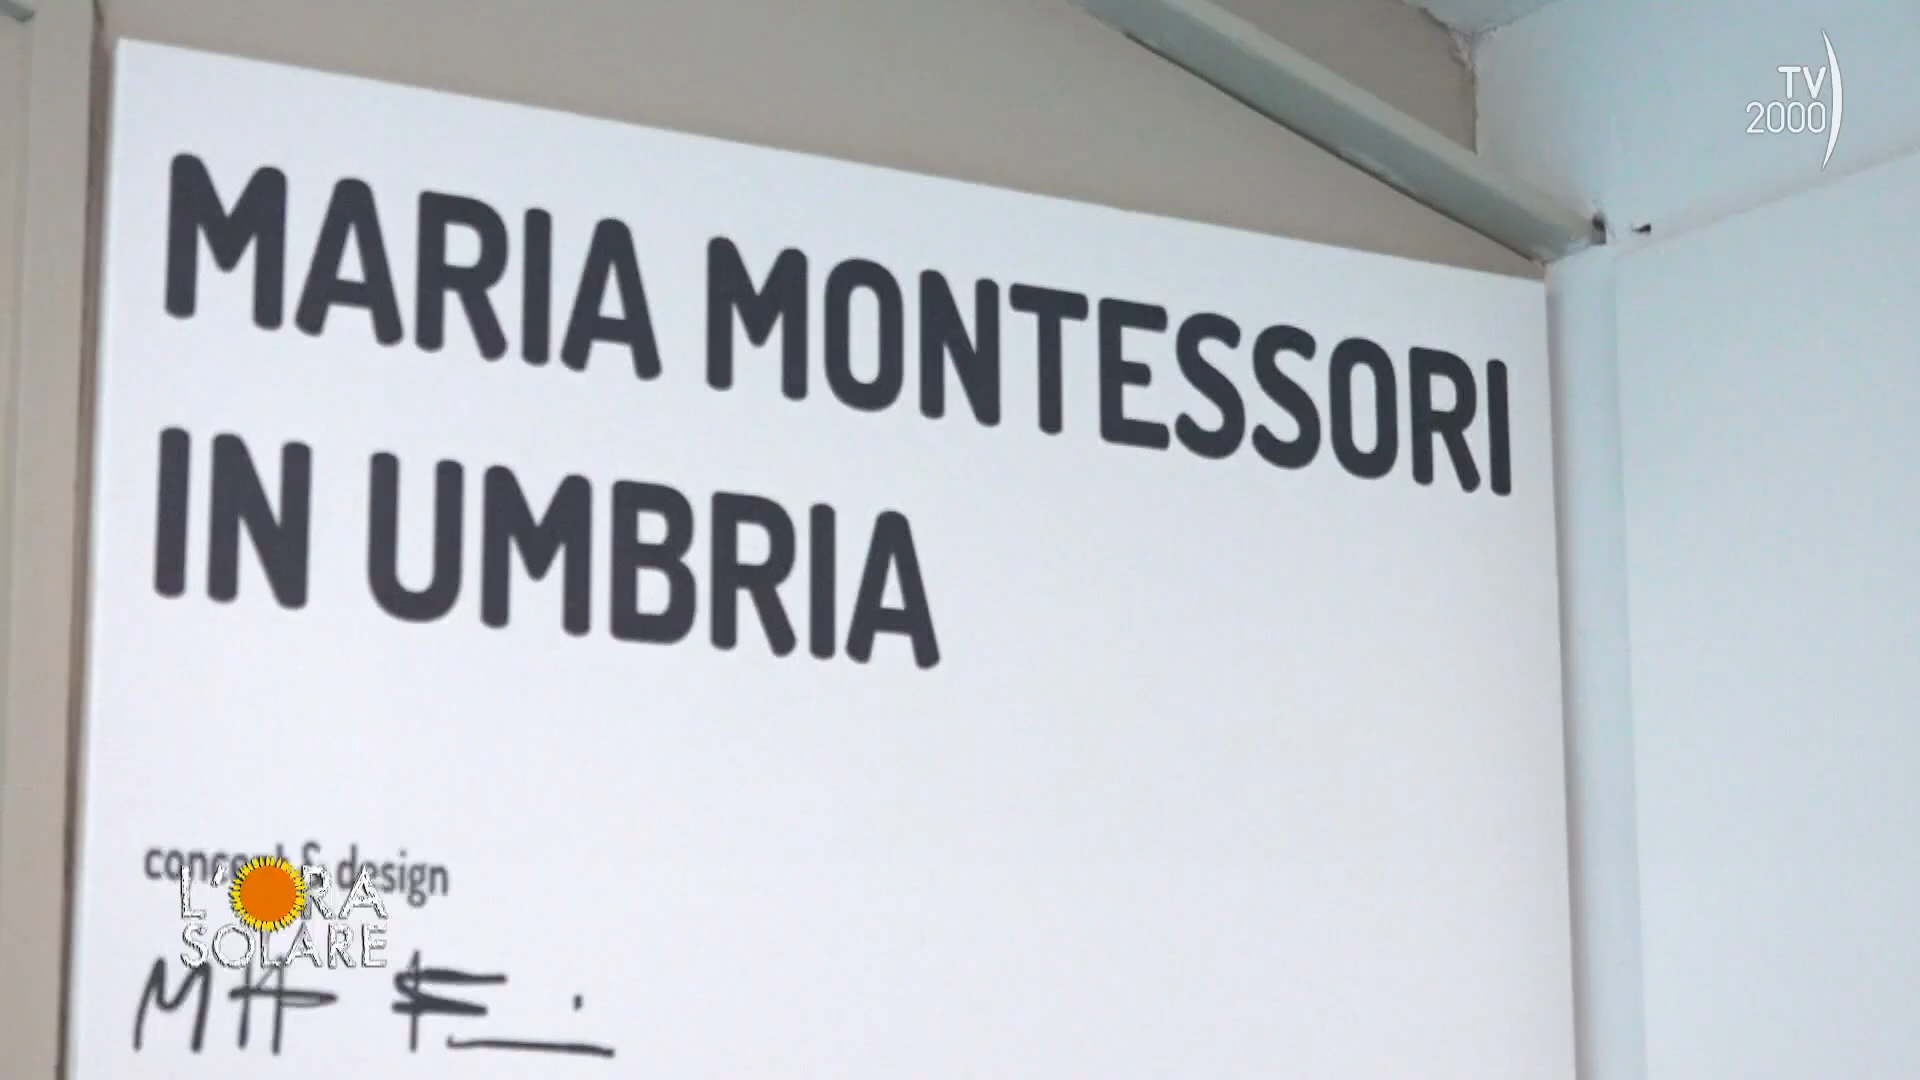 TV
2000
MARIA MONTESSORI
IN UMBRIA
concept & design
L'ORA
SOLARE